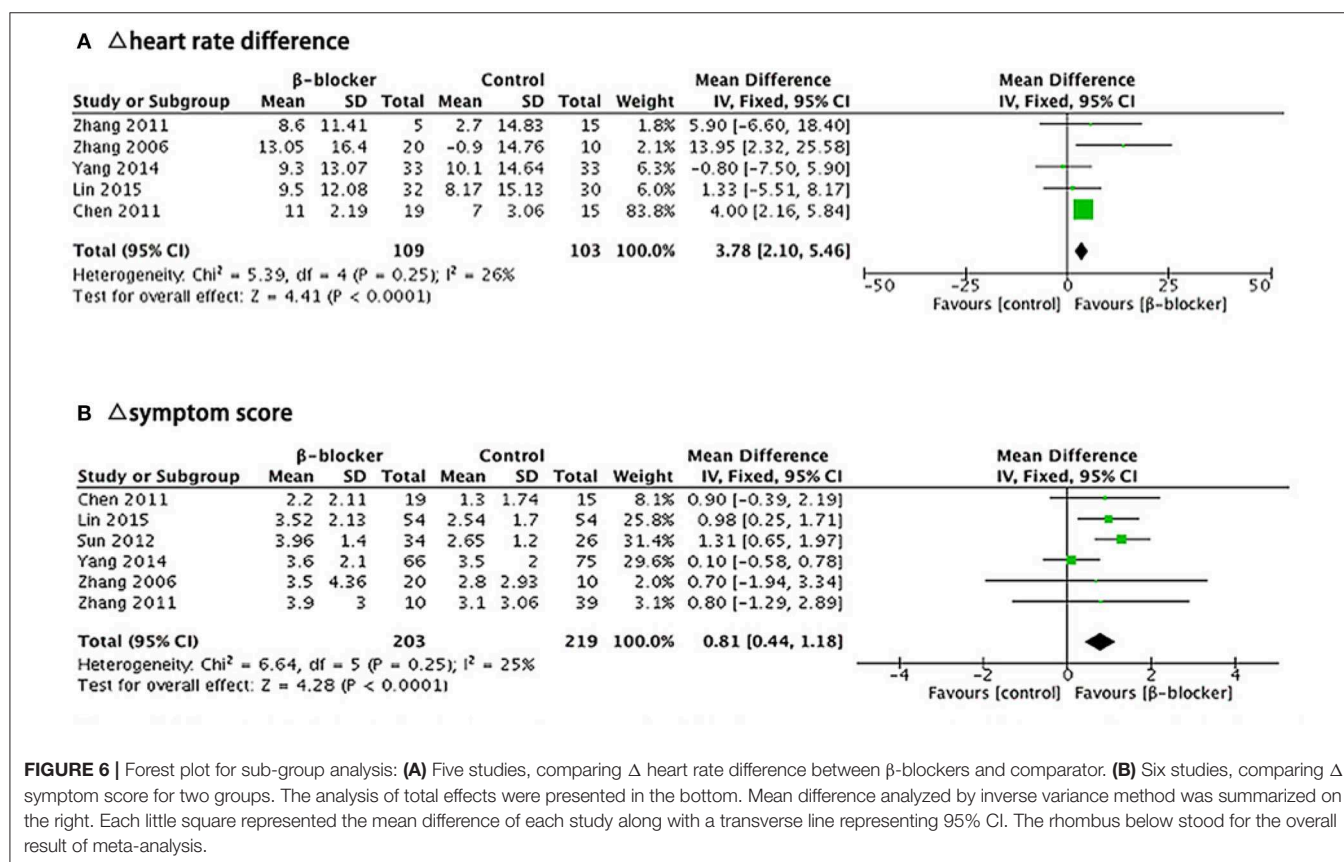 A △heart rate difference
β-blocker Control Mean Difference Mean Difference
Study or Subgroup Mean SD Total Mean SD Total Weight IV, Fixed, 95% CI IV, Fixed, 95% CI
Zhang 2011 8.6 11.41 5 2.7 14.83 15 1.8% 5.90 [-6.60, 18.40]
Zhang 2006 13.05 16.4 20 -0.9 14.76 10 2.1% 13.95 [2.32, 25.58]
Yang 2014 9.3 13.07 33 10.1 14.64 33 6.3% -0.80 [-7.50, 5.90]
Lin 2015 9.5 12.08 32 8.17 15.13 30 6.0% 1.33 [-5.51, 8.17]
Chen 2011 11 2.19 19 7 3.06 15 83.8% 4.00 [2.16, 5.84]
Total (95% CI) 109 103 100.0% 3.78 [2.10, 5.46]
Heterogeneity: Chi² = 5.39, df = 4 (P = 0.25); I² = 26%
Test for overall effect: Z = 4.41 (P < 0.0001)
-50 -25 0 25 50
Favours [control] Favours [β-blocker]
B △symptom score
β-blocker Control Mean Difference Mean Difference
Study or Subgroup Mean SD Total Mean SD Total Weight IV, Fixed, 95% CI IV, Fixed, 95% CI
Chen 2011 2.2 2.11 19 1.3 1.74 15 8.1% 0.90 [-0.39, 2.19]
Lin 2015 3.52 2.13 54 2.54 1.7 54 25.8% 0.98 [0.25, 1.71]
Sun 2012 3.96 1.4 34 2.65 1.2 26 31.4% 1.31 [0.65, 1.97]
Yang 2014 3.6 2.1 66 3.5 2 75 29.6% 0.10 [-0.58, 0.78]
Zhang 2006 3.5 4.36 20 2.8 2.93 10 2.0% 0.70 [-1.94, 3.34]
Zhang 2011 3.9 3 10 3.1 3.06 39 3.1% 0.80 [-1.29, 2.89]
Total (95% CI) 203 219 100.0% 0.81 [0.44, 1.18]
Heterogeneity: Chi² = 6.64, df = 5 (P = 0.25); I² = 25%
Test for overall effect: Z = 4.28 (P < 0.0001)
-4 -2 0 2 4
Favours [control] Favours [β-blocker]
FIGURE 6 | Forest plot for sub-group analysis: (A) Five studies, comparing Δ heart rate difference between β-blockers and comparator. (B) Six studies, comparing Δ
symptom score for two groups. The analysis of total effects were presented in the bottom. Mean difference analyzed by inverse variance method was summarized on
the right. Each little square represented the mean difference of each study along with a transverse line representing 95% CI. The rhombus below stood for the overall
result of meta-analysis.